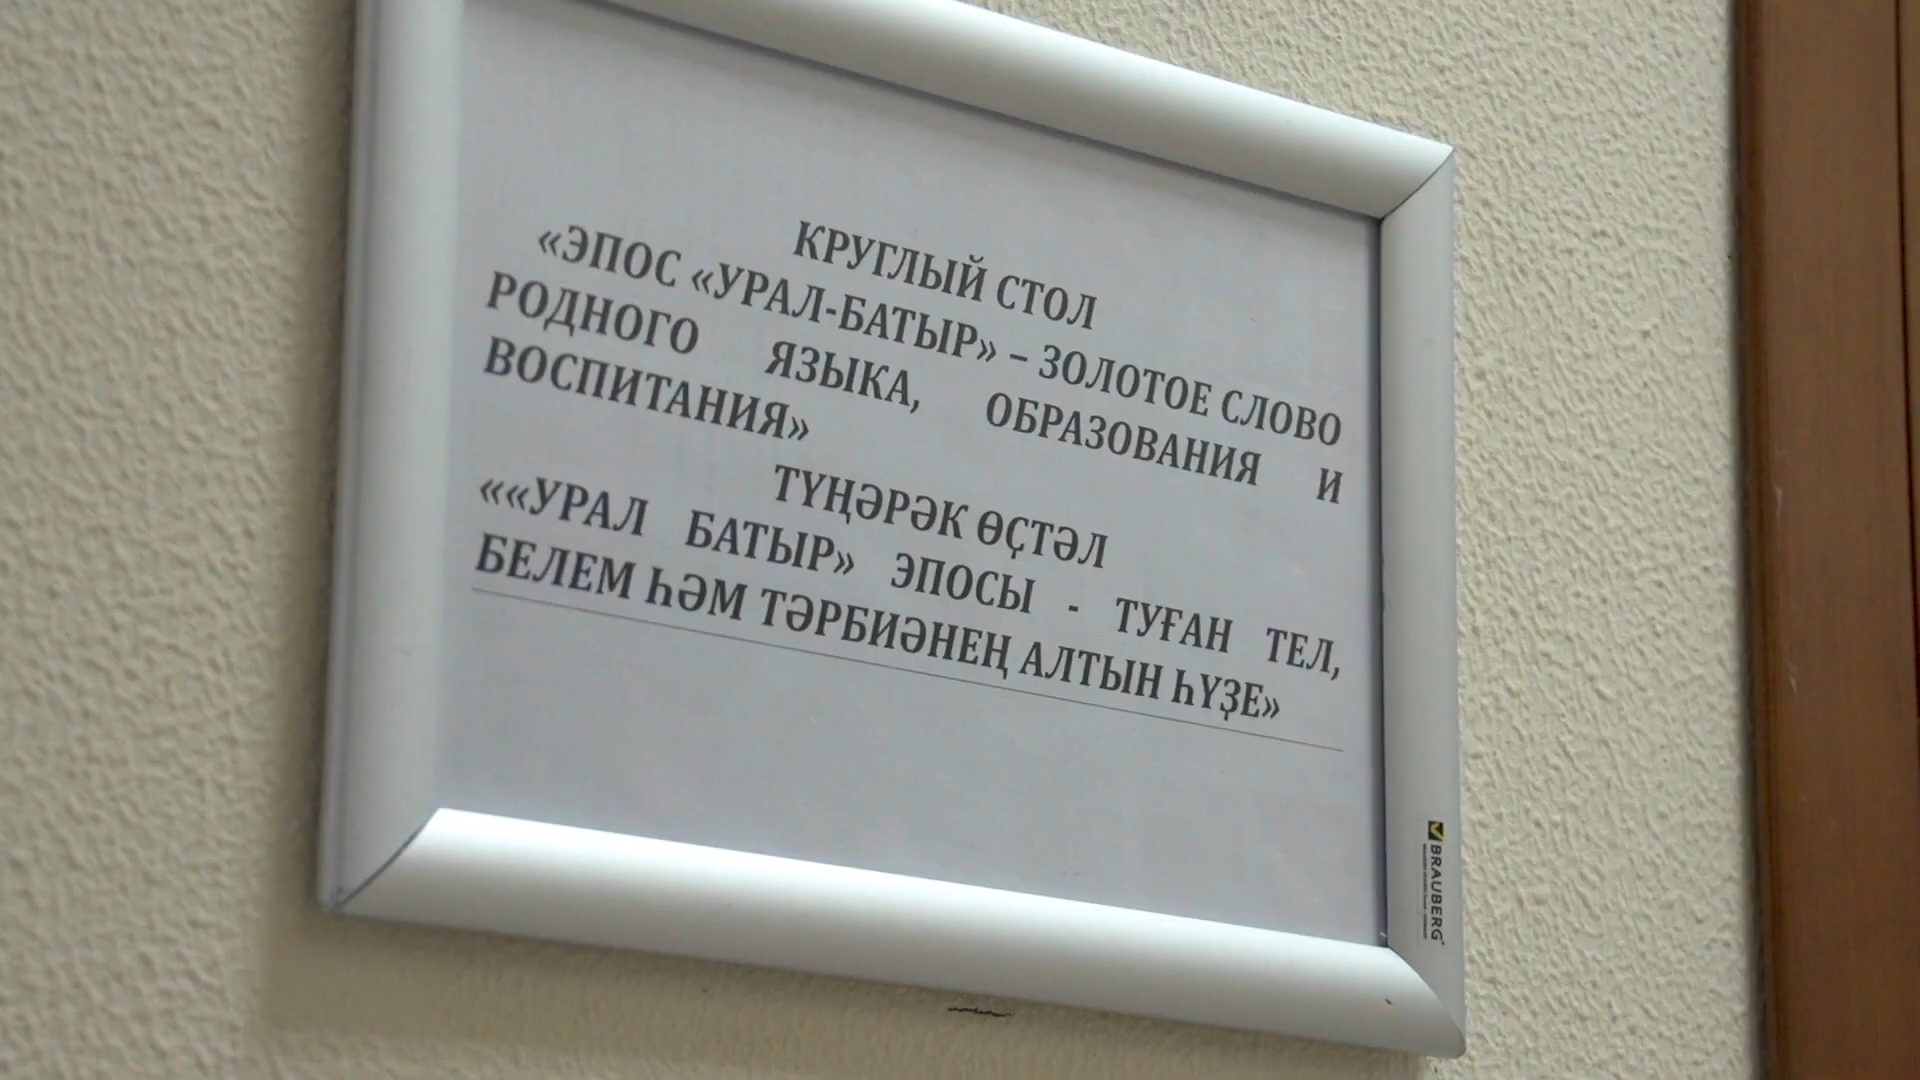 КРУГЛЫЙ СТОЛ
«ЭПОС «УРАЛ-БАТЫР» – ЗОЛОТОЕ СЛОВО
РОДНОГО ЯЗЫКА, ОБРАЗОВАНИЯ И
ВОСПИТАНИЯ»
ТҮҢӘРӘК ӨҪТӘЛ
««УРАЛ БАТЫР» ЭПОСЫ - ТУҒАН ТЕЛ,
БЕЛЕМ ҺӘМ ТӘРБИӘНЕҢ АЛТЫН ҺҮҘЕ»
BRAUBERG